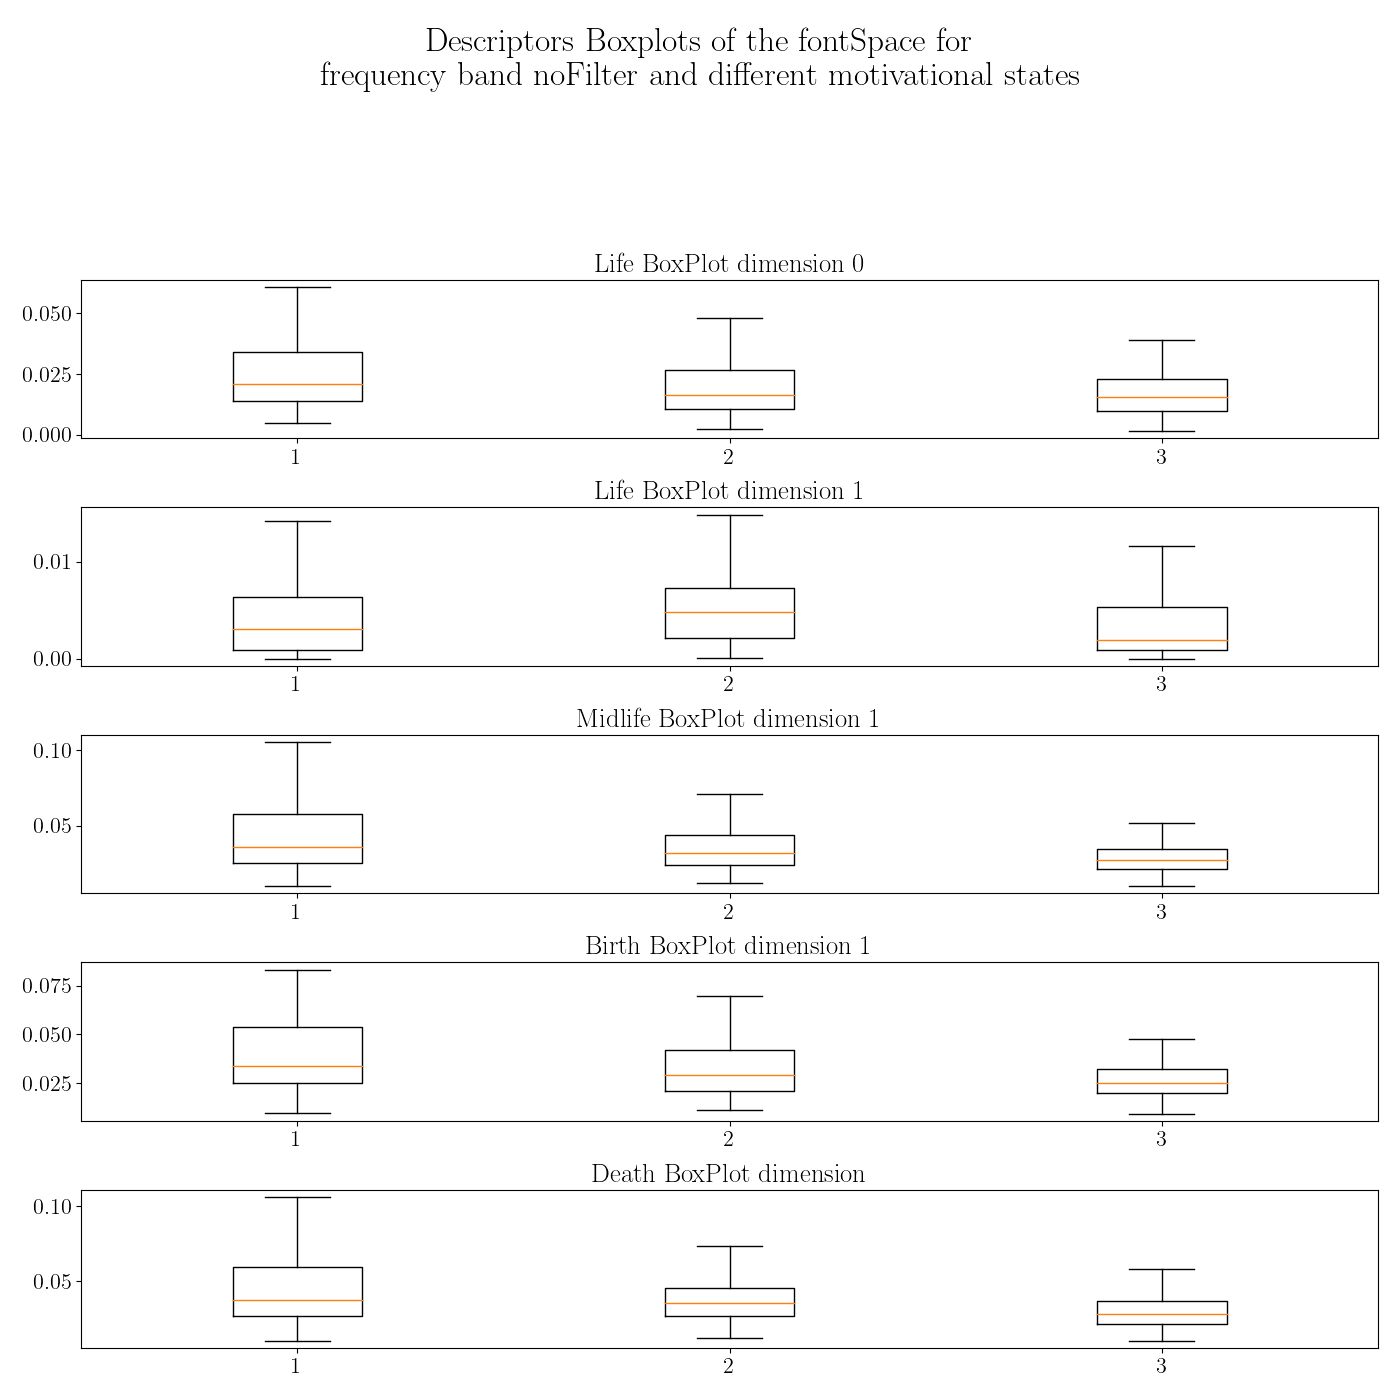 Descriptors Boxplots of the fontSpace for
frequency band noFilter and different motivational states
Life BoxPlot dimension 0
0.050
0.025
0.000
1 2 3
Life BoxPlot dimension 1
0.01
0.00
1 2 3
Midlife BoxPlot dimension 1
0.10
0.05
1 2 3
Birth BoxPlot dimension 1
0.075
0.050
0.025
1 2 3
Death BoxPlot dimension
0.10
0.05
1 2 3